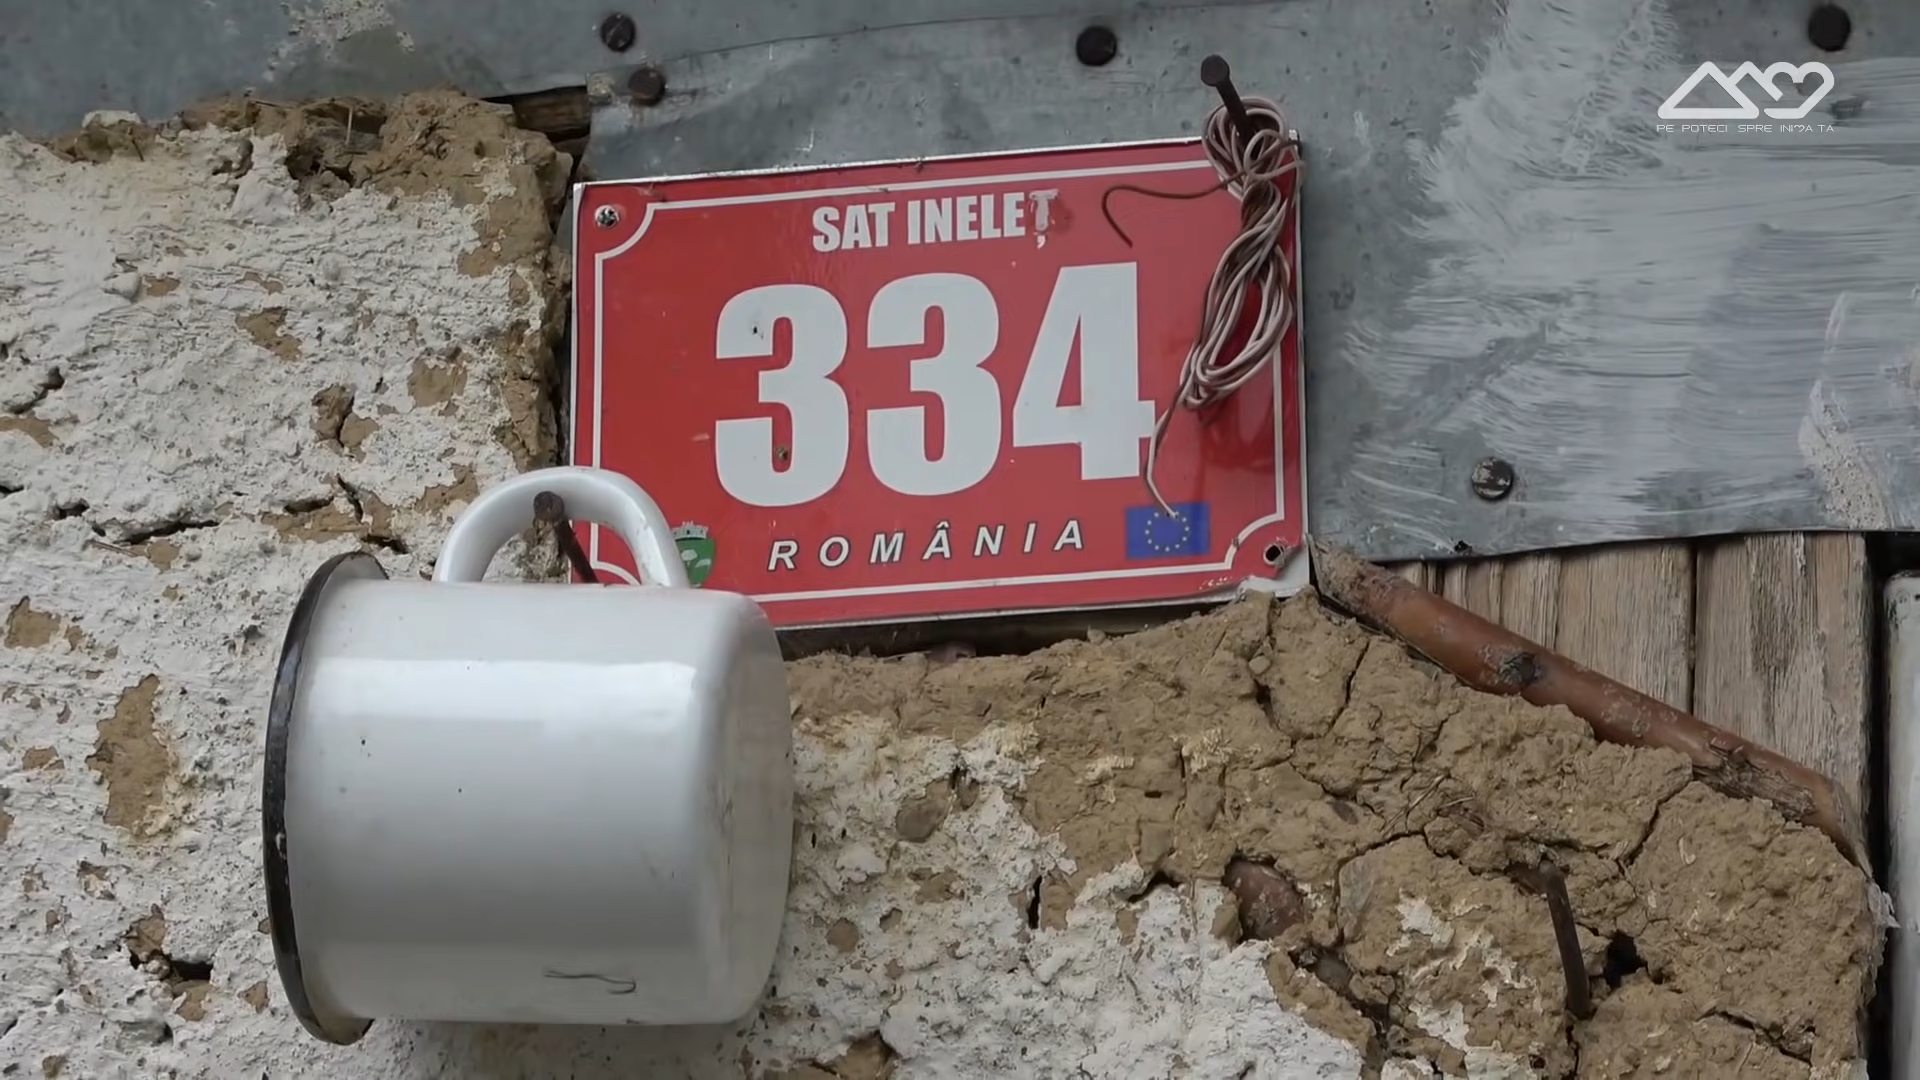 PE POTECI SPRE INIMA TA
SAT INELEȚ
334
ROMÂNIA